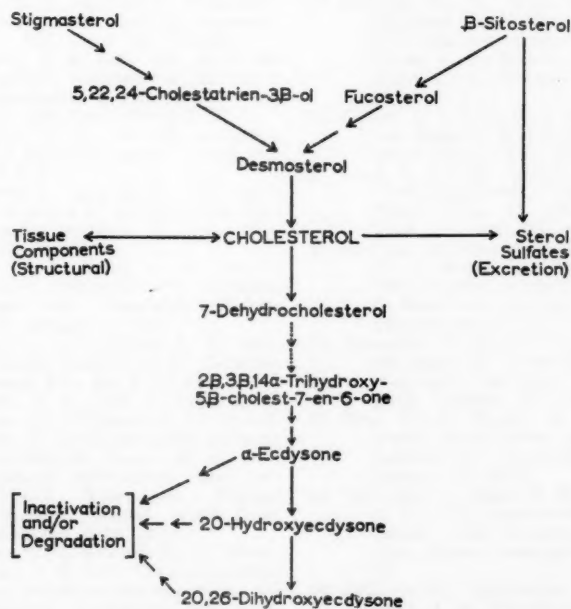 Stigmasterol
β-Sitosterol
5,22,24-Cholestatrien-3β-ol
Fucosterol
Desmosterol
Tissue
Components
(Structural)
CHOLESTEROL
Sterol
Sulfates
(Excretion)
7-Dehydrocholesterol
2β,3β,14α-Trihydroxy-
5β-cholest-7-en-6-one
α-Ecdysone
Inactivation
and/or
Degradation
20-Hydroxyecdysone
20,26-Dihydroxyecdysone